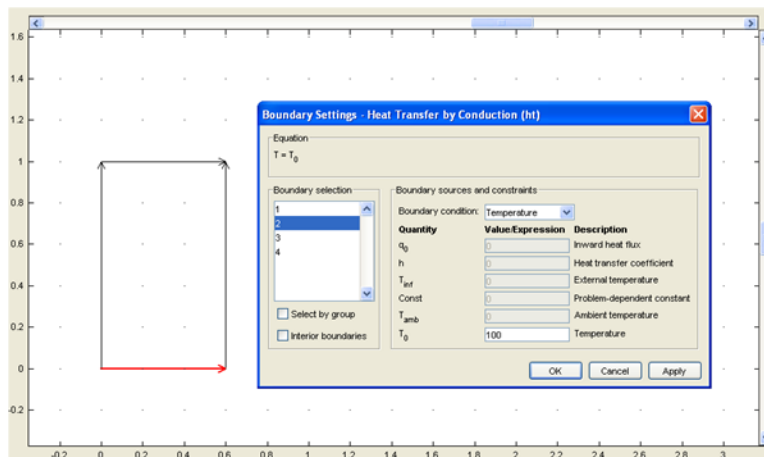 1.6
1.4
1.2
1
0.8
0.6
0.4
0.2
0
-0.2
-0.2 0 0.2 0.4 0.6 0.8 1 1.2 1.4 1.6 1.8 2 2.2 2.4 2.6 2.8 3
Boundary Settings - Heat Transfer by Conduction (ht)
Equation
T = T0
Boundary selection
1
2
3
4
Select by group
Interior boundaries
Boundary sources and constraints
Boundary condition: Temperature
Quantity Value/Expression Description
q0 0 Inward heat flux
h 0 Heat transfer coefficient
Tinf 0 External temperature
Const 0 Problem-dependent constant
Tamb 0 Ambient temperature
T0 100 Temperature
OK Cancel Apply